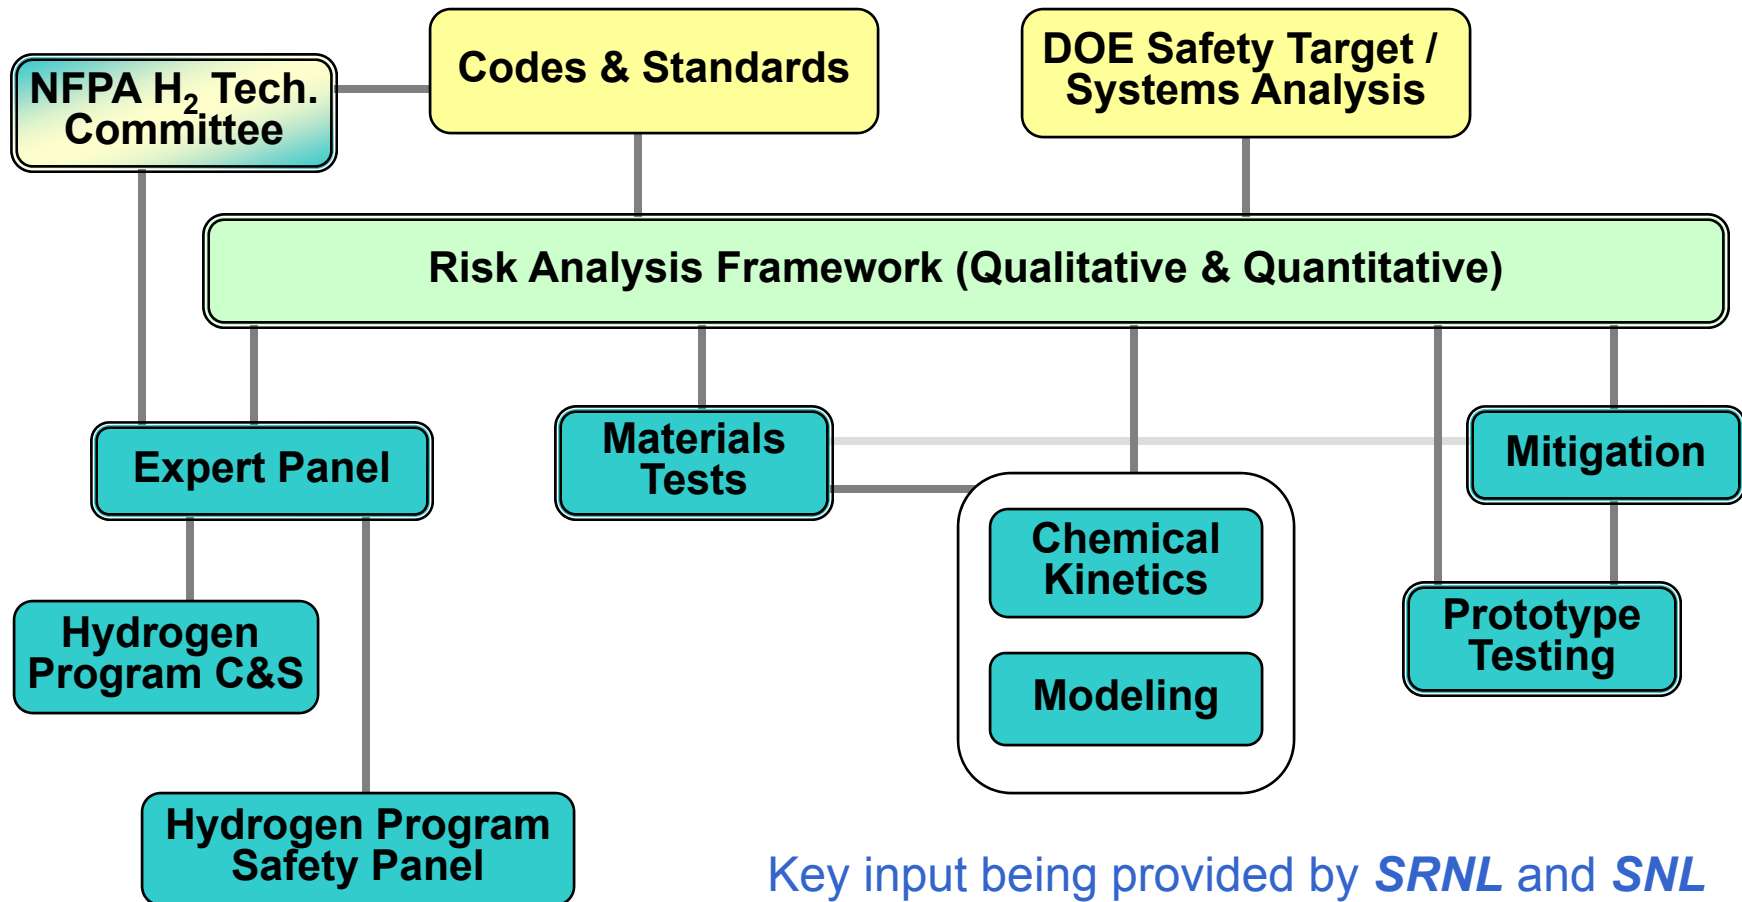 NFPA H₂ Tech.
Committee
Codes & Standards
DOE Safety Target /
Systems Analysis
Risk Analysis Framework (Qualitative & Quantitative)
Expert Panel
Materials
Tests
Mitigation
Chemical
Kinetics
Modeling
Prototype
Testing
Hydrogen
Program C&S
Hydrogen Program
Safety Panel
Key input being provided by SRNL and SNL